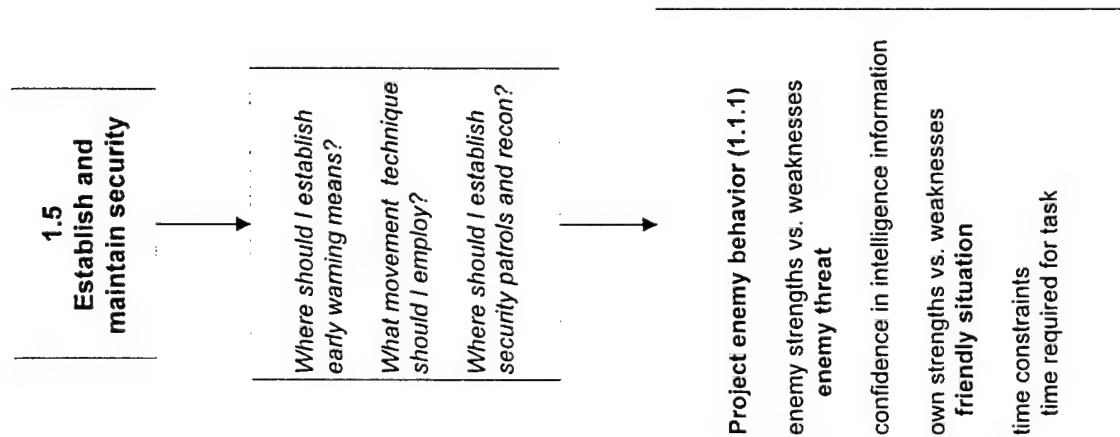 1.5
Establish and
maintain security
Where should I establish
early warning means?
What movement technique
should I employ?
Where should I establish
security patrols and recon?
Project enemy behavior (1.1.1)
enemy strengths vs. weaknesses
enemy threat
confidence in intelligence information
own strengths vs. weaknesses
friendly situation
time constraints
time required for task